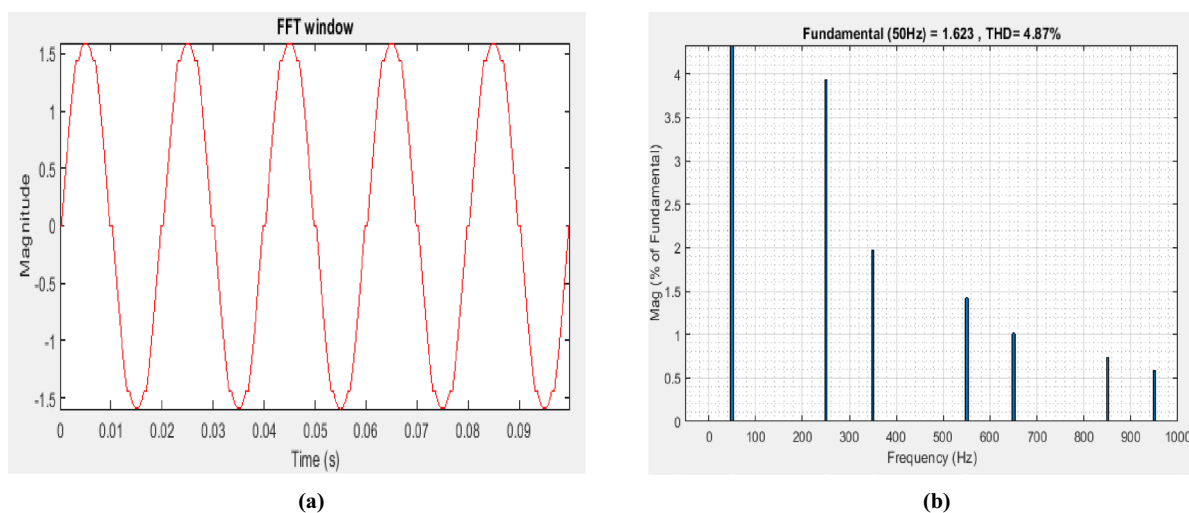 FFT window
1.5
1
0.5
0
-0.5
-1
-1.5
Magnitude
0 0.01 0.02 0.03 0.04 0.05 0.06 0.07 0.08 0.09
Time (s)
(a)
Fundamental (50Hz) = 1.623 , THD= 4.87%
4
3.5
3
2.5
2
1.5
1
0.5
0
Mag (% of Fundamental)
0 100 200 300 400 500 600 700 800 900 1000
Frequency (Hz)
(b)